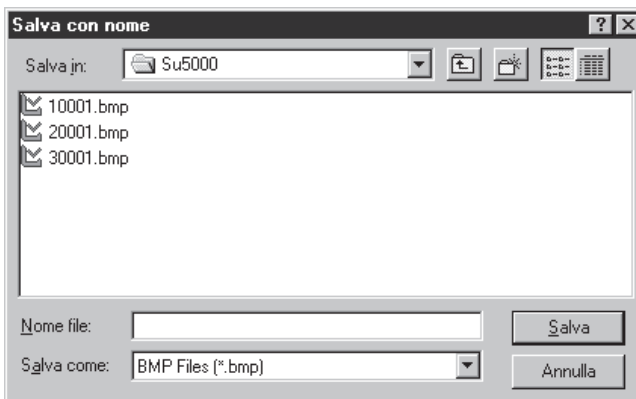 Salva con nome
Salva in: Su5000
10001.bmp
20001.bmp
30001.bmp
Nome file: Salva
Salva come: BMP Files (*.bmp) Annulla